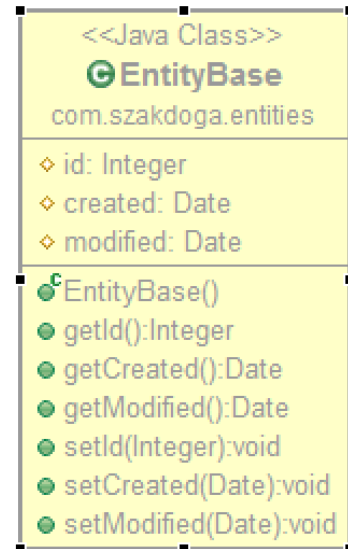 <<Java Class>>
C EntityBase
com.szakdoga.entities
id: Integer
created: Date
modified: Date
C EntityBase()
getId():Integer
getCreated():Date
getModified():Date
setId(Integer):void
setCreated(Date):void
setModified(Date):void